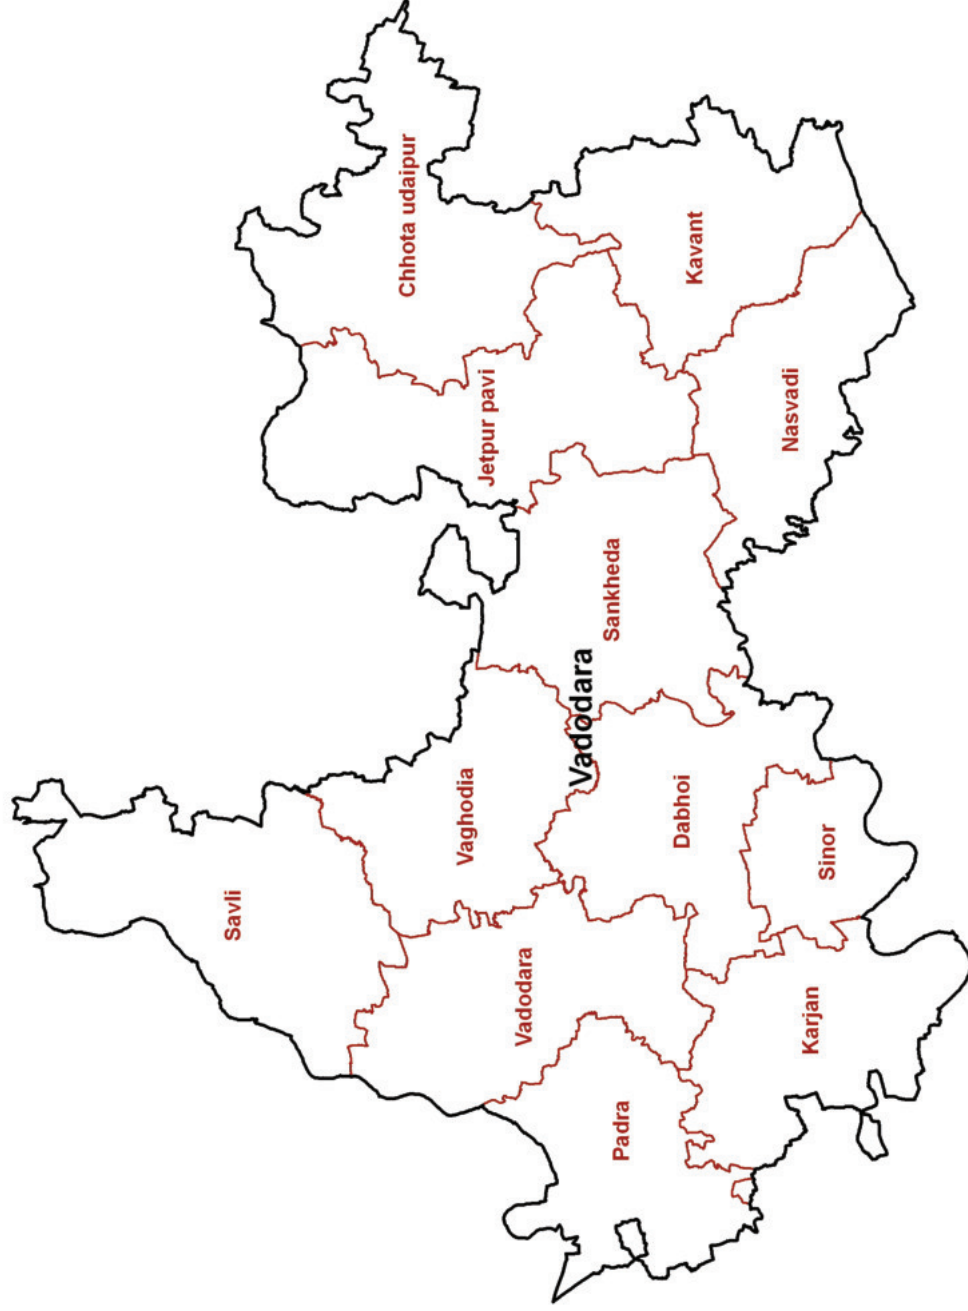 Savli
Chhota udaipur
Vaghodia
Jetpur pavi
Vadodara
Vadodara
Sankheda
Padra
Dabhoi
Kavant
Nasvadi
Karjan
Sinor